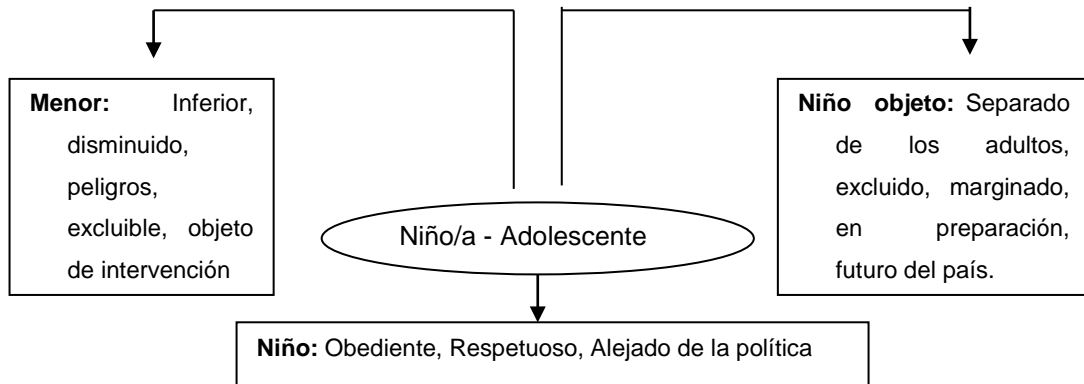 Menor: Inferior,
disminuido,
peligros,
excluible, objeto
de intervención
Niño objeto: Separado
de los adultos,
excluido, marginado,
en preparación,
futuro del país.
Niño/a - Adolescente
Niño: Obediente, Respetuoso, Alejado de la política